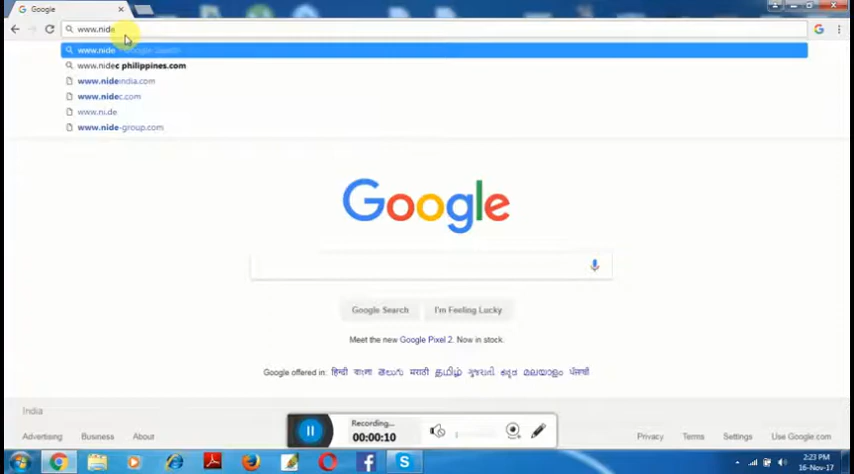 Google
www.nide
www.nide - Google Search
www.nidec philippines.com
www.nideindia.com
www.nidec.com
www.ni.de
www.nide-group.com
Google
Google Search I'm Feeling Lucky
Meet the new Google Pixel 2. Now in stock.
Google offered in: हिन्दी বাংলা తెలుగు मराठी தமிழ் ગુજરાતી ಕನ್ನಡ മലയാളം ਪੰਜਾਬੀ
India
Advertising Business About Privacy Terms Settings Use Google.com
Recording...
00:00:10
2:23 PM
16-Nov-17